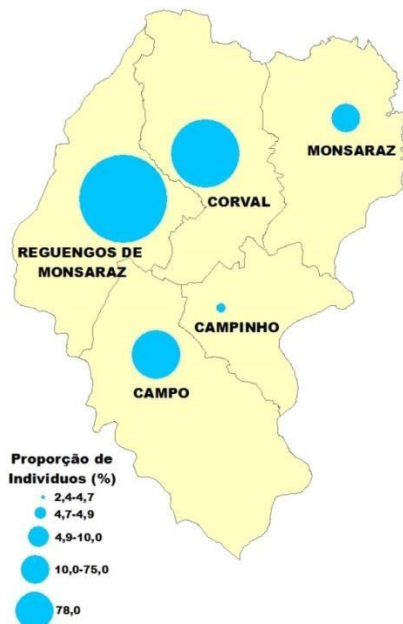 MONSARAZ
CORVAL
REGUENGOS DE
MONSARAZ
CAMPINHO
CAMPO
Proporção de
Individuos (%)
2,4-4,7
4,7-4,9
4,9-10,0
10,0-75,0
78,0